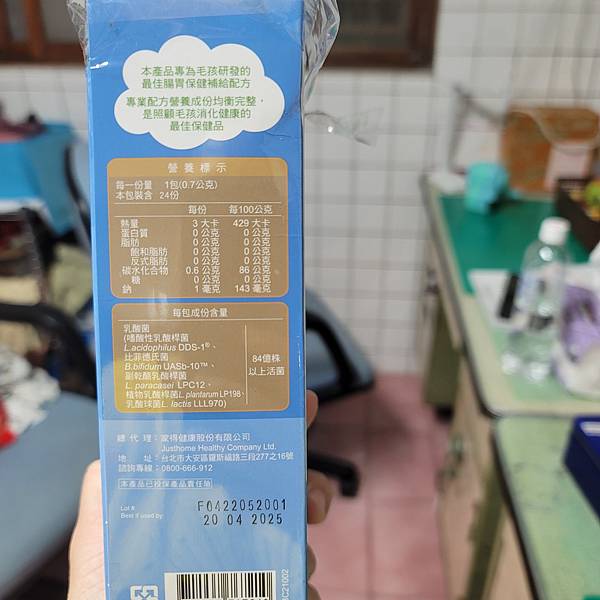 本產品專為毛孩研發的
最佳腸胃保健補給配方
專業配方營養成份均衡完整，
是照顧毛孩消化健康的
最佳保健品
營養標示
每一份量 1包(0.7公克)
本包裝含 24份
每份 每100公克
熱量 3 大卡 429 大卡
蛋白質 0 公克 0 公克
脂肪 0 公克 0 公克
飽和脂肪 0 公克 0 公克
反式脂肪 0 公克 0 公克
碳水化合物 0.6 公克 86 公克
糖 0 公克 0 公克
鈉 1 毫克 143 毫克
每包成份含量
乳酸菌
(嗜酸性乳酸桿菌
L.acidophilus DDS-1®、
比菲德氏菌
B.bifidum UASb-10™、
副乾酪乳酸桿菌
L. paracasei LPC12、
植物乳酸桿菌L. plantarum LP198、
乳酸球菌L. lactis LLL970)
84億株
以上活菌
總代理：家得健康股份有限公司
Justhome Healthy Company Ltd.
地 址：台北市大安區羅斯福路三段277之16號
諮詢專線：0800-666-912
本產品已投保產品責任險
Lot # F0422052001
Best if used by: 20 04 2025